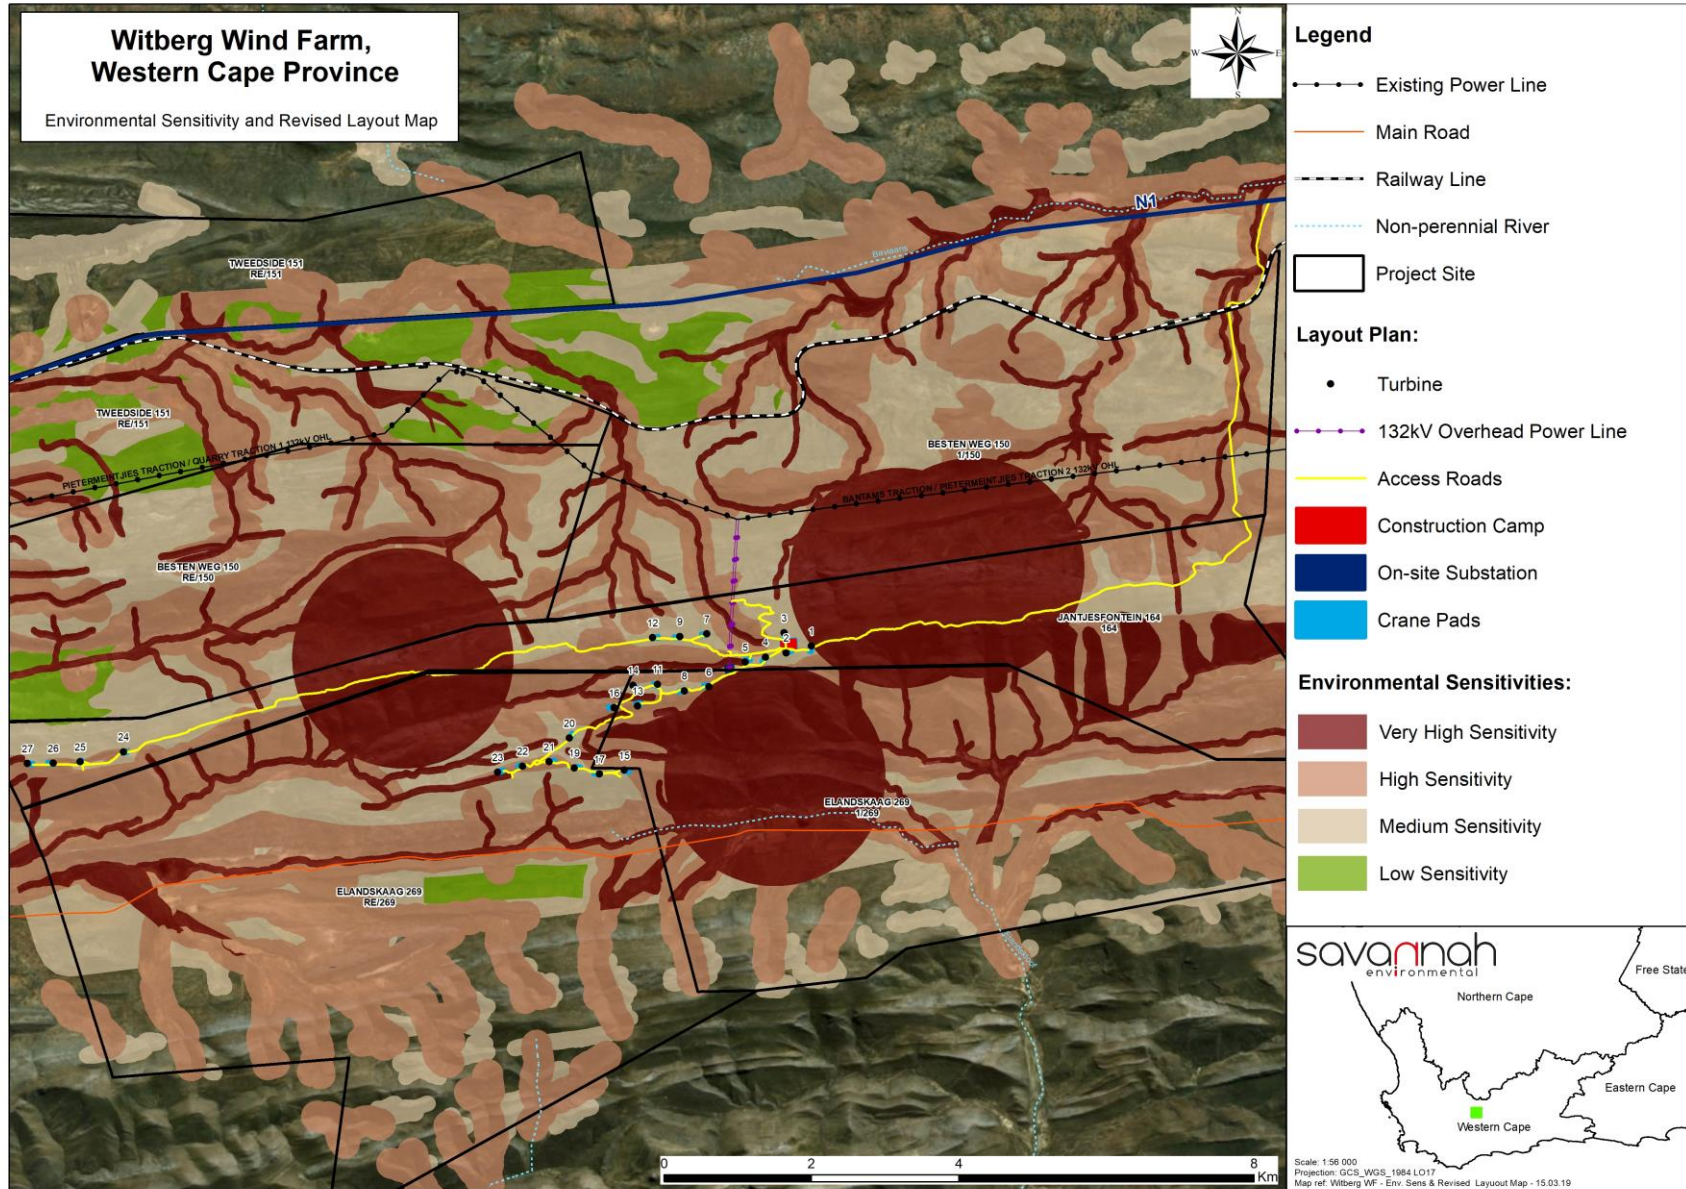 Witberg Wind Farm,
Western Cape Province
Environmental Sensitivity and Revised Layout Map
N
W
E
S
N1
Baviaans
TWEEDSIDE 151
RE/151
TWEEDSIDE 151
RE/151
PIETERMEINTJIES TRACTION / QUARRY TRACTION 1 132kV OHL
BESTEN WEG 150
1/150
BANTAMS TRACTION / PIETERMEINTJIES TRACTION 2 132kV OHL
BESTEN WEG 150
RE/150
JANTJESFONTEIN 164
164
12
9
7
3
2
1
5
4
14
11
8
6
16
13
20
27
26
25
24
23
22
21
19
17
15
ELANDSKAAG 269
1/269
ELANDSKAAG 269
RE/269
0
2
4
8
Km
Legend
Existing Power Line
Main Road
Railway Line
Non-perennial River
Project Site
Layout Plan:
Turbine
132kV Overhead Power Line
Access Roads
Construction Camp
On-site Substation
Crane Pads
Environmental Sensitivities:
Very High Sensitivity
High Sensitivity
Medium Sensitivity
Low Sensitivity
savannah
environmental
Free State
Northern Cape
Eastern Cape
Western Cape
Scale: 1:56 000
Projection: GCS_WGS_1984 LO17
Map ref: Witberg WF - Env. Sens & Revised Layuout Map - 15.03.19